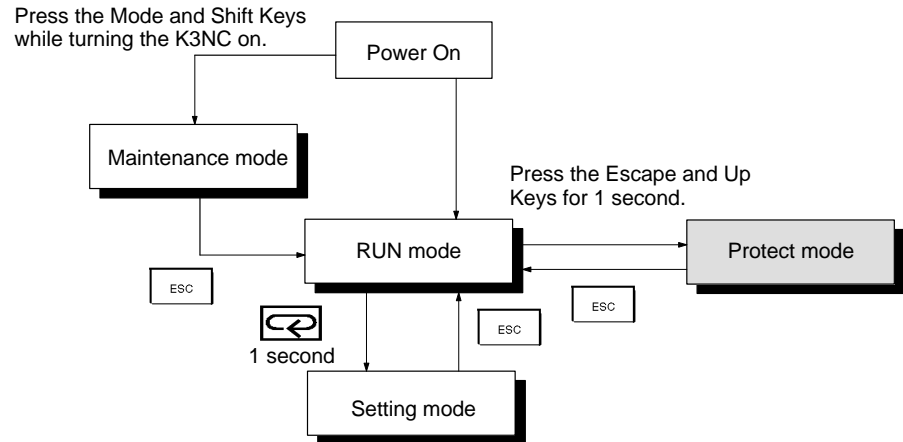 Press the Mode and Shift Keys
while turning the K3NC on.
Power On
Maintenance mode
Press the Escape and Up
Keys for 1 second.
RUN mode
Protect mode
ESC
ESC
ESC
1 second
Setting mode